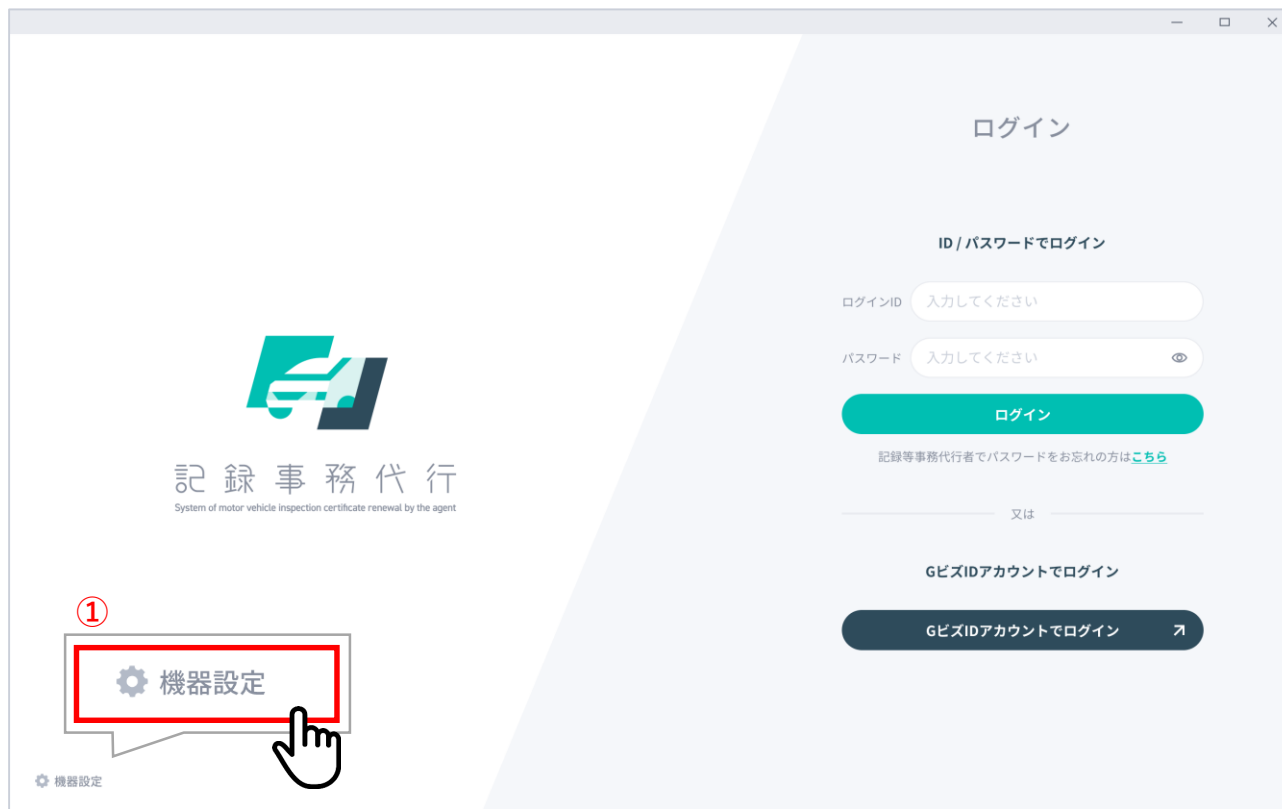 ログイン
ID / パスワードでログイン
ログインID 入力してください
パスワード 入力してください
ログイン
記録等事務代行者でパスワードをお忘れの方はこちら
又は
GビズIDアカウントでログイン
GビズIDアカウントでログイン
記録事務代行
System of motor vehicle inspection certificate renewal by the agent
①
機器設定
機器設定